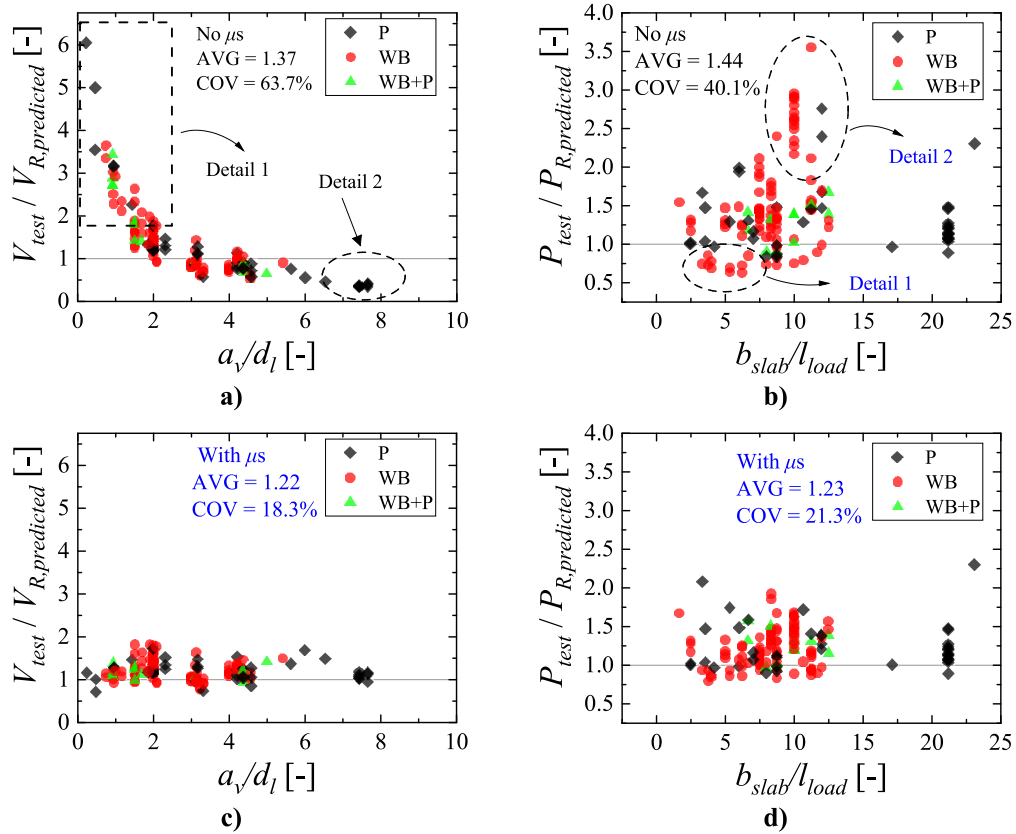 V_test / V_R,predicted [-]
6
5
4
3
2
1
0
No μs
AVG = 1.37
COV = 63.7%
P
WB
WB+P
Detail 1
Detail 2
0 2 4 6 8 10
a_v/d_l [-]
a)
P_test / P_R,predicted [-]
4.0
3.5
3.0
2.5
2.0
1.5
1.0
0.5
No μs
AVG = 1.44
COV = 40.1%
P
WB
WB+P
Detail 2
Detail 1
0 5 10 15 20 25
b_slab/l_load [-]
b)
V_test / V_R,predicted [-]
6
5
4
3
2
1
0
With μs
AVG = 1.22
COV = 18.3%
P
WB
WB+P
0 2 4 6 8 10
a_v/d_l [-]
c)
P_test / P_R,predicted [-]
4.0
3.5
3.0
2.5
2.0
1.5
1.0
0.5
With μs
AVG = 1.23
COV = 21.3%
P
WB
WB+P
0 5 10 15 20 25
b_slab/l_load [-]
d)